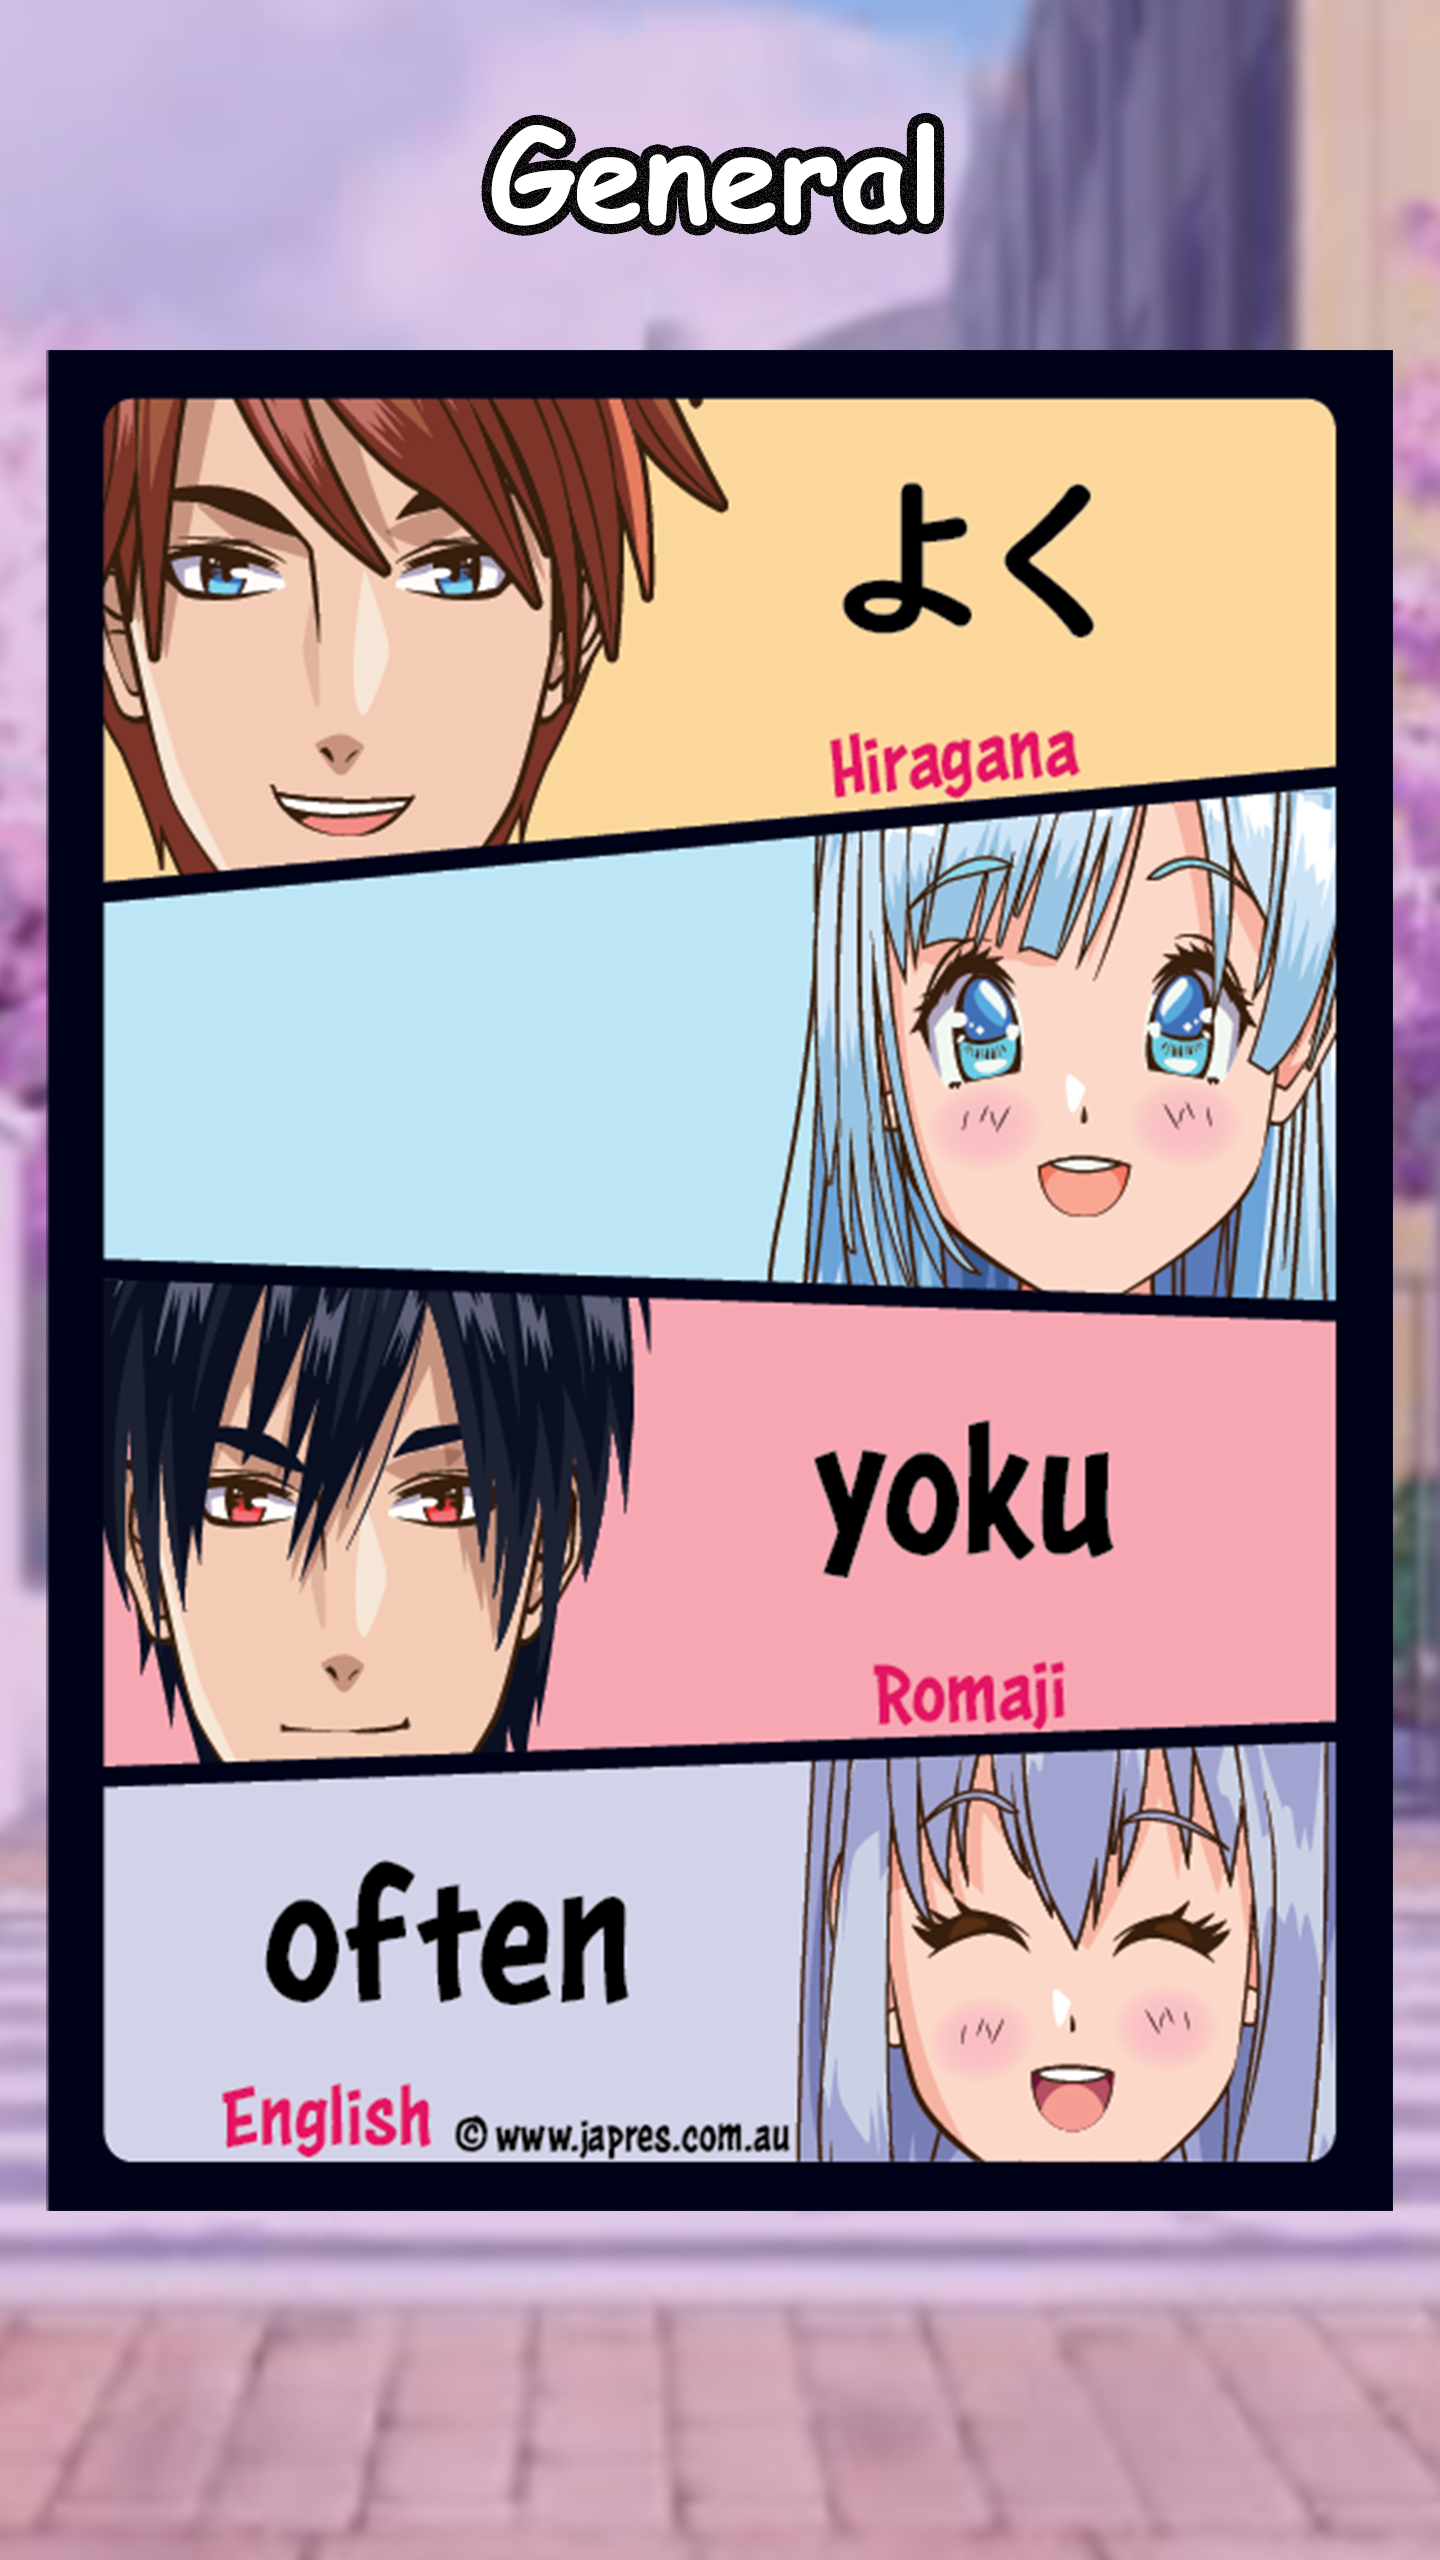 General
よく
Hiragana
yoku
Romaji
often
English
© www.japres.com.au